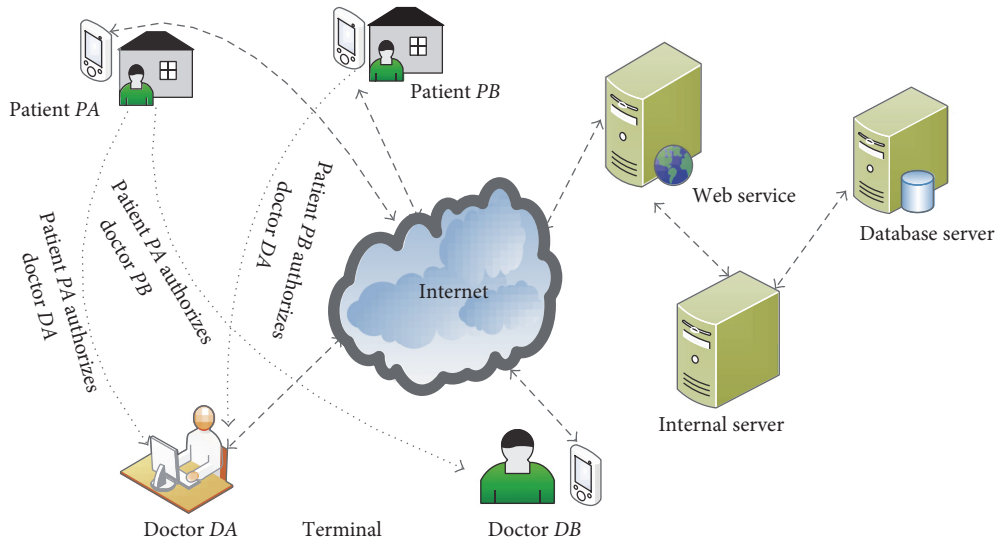 Patient PA
Patient PB
Patient PA authorizes
doctor DA
Patient PA authorizes
doctor PB
Patient PB authorizes
doctor DA
Internet
Web service
Database server
Internal server
Doctor DA
Terminal
Doctor DB